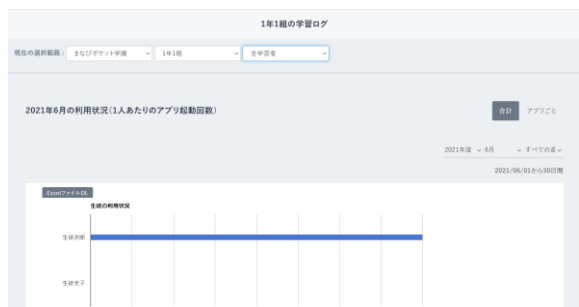 1年1組の学習ログ
現在の選択範囲： まなびポケット学園 1年1組 全学習者
2021年6月の利用状況（1人あたりのアプリ起動回数）
合計 アプリごと
2021年度 6月 すべての週
2021/06/01から30日間
ExcelファイルDL
生徒の利用状況
生徒次郎
生徒光子